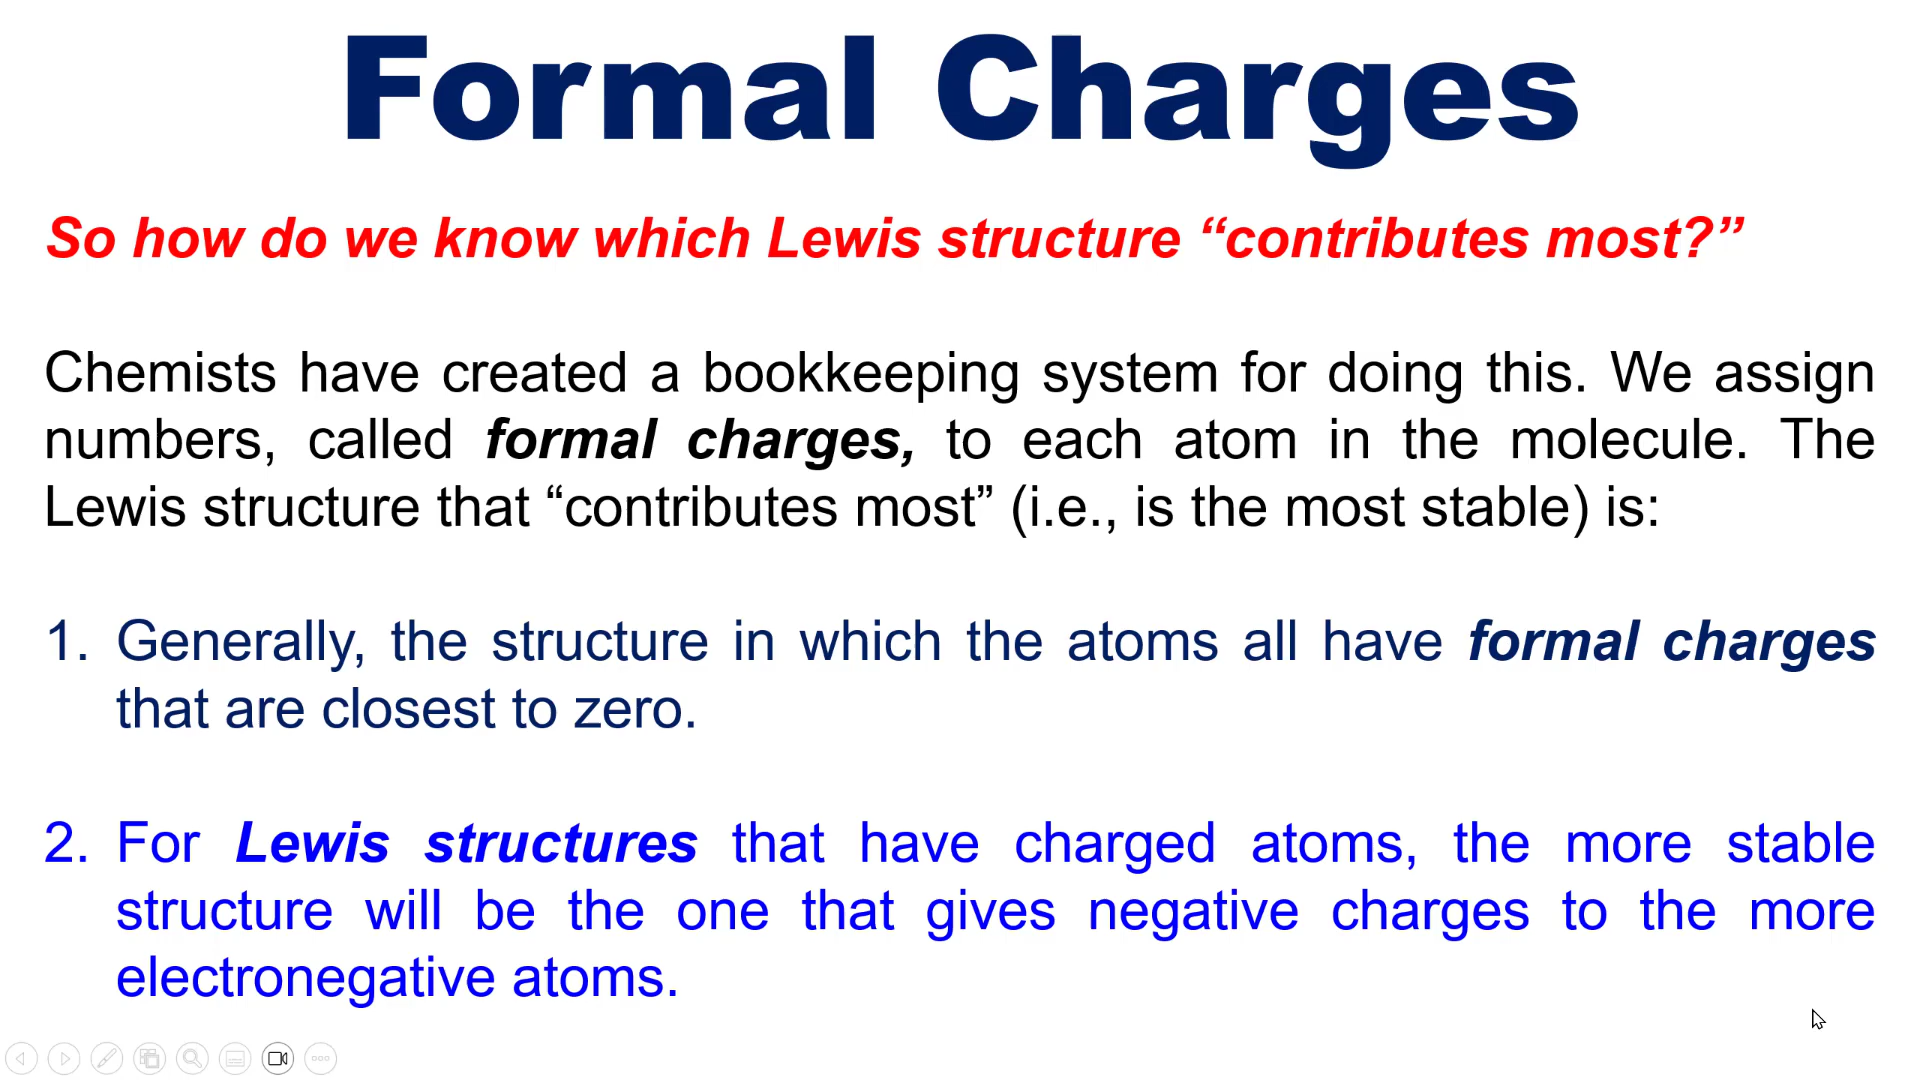 Formal Charges
So how do we know which Lewis structure “contributes most?”
Chemists have created a bookkeeping system for doing this. We assign
numbers, called formal charges, to each atom in the molecule. The
Lewis structure that “contributes most” (i.e., is the most stable) is:
1. Generally, the structure in which the atoms all have formal charges
that are closest to zero.
2. For Lewis structures that have charged atoms, the more stable
structure will be the one that gives negative charges to the more
electronegative atoms.